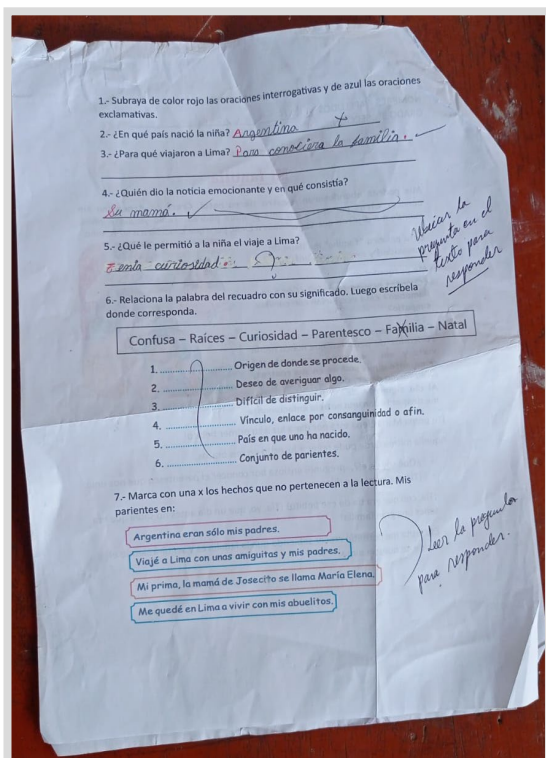 1.- Subraya de color rojo las oraciones interrogativas y de azul las oraciones
exclamativas.
2.- ¿En qué país nació la niña? Argentina
3.- ¿Para qué viajaron a Lima? Para conociera la familia.
4.- ¿Quién dio la noticia emocionante y en qué consistía?
Su mamá.
5.- ¿Qué le permitió a la niña el viaje a Lima?
Tenia curiosidad
Ubicar la
pregunta en el
texto para
responder
6.- Relaciona la palabra del recuadro con su significado. Luego escríbela
donde corresponda.
Confusa – Raíces – Curiosidad – Parentesco – Familia – Natal
1. .................... Origen de donde se procede.
2. .................... Deseo de averiguar algo.
3. .................... Difícil de distinguir.
4. .................... Vínculo, enlace por consanguinidad o afin.
5. .................... País en que uno ha nacido.
6. .................... Conjunto de parientes.
7.- Marca con una x los hechos que no pertenecen a la lectura. Mis
parientes en:
Argentina eran sólo mis padres.
Viajé a Lima con unas amiguitas y mis padres.
Mi prima, la mamá de Josecito se llama María Elena.
Me quedé en Lima a vivir con mis abuelitos.
Leer la pregunta
para responder.